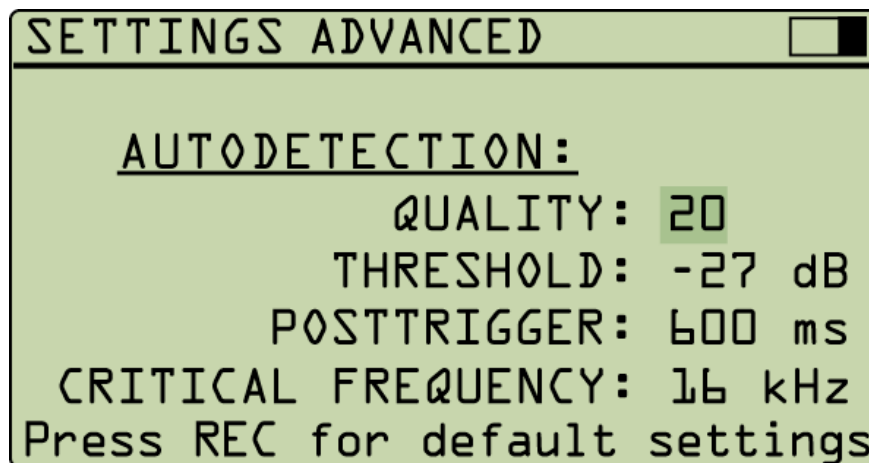 SETTINGS ADVANCED
AUTODETECTION:
QUALITY: 20
THRESHOLD: -27 dB
POSTTRIGGER: 600 ms
CRITICAL FREQUENCY: 16 kHz
Press REC for default settings